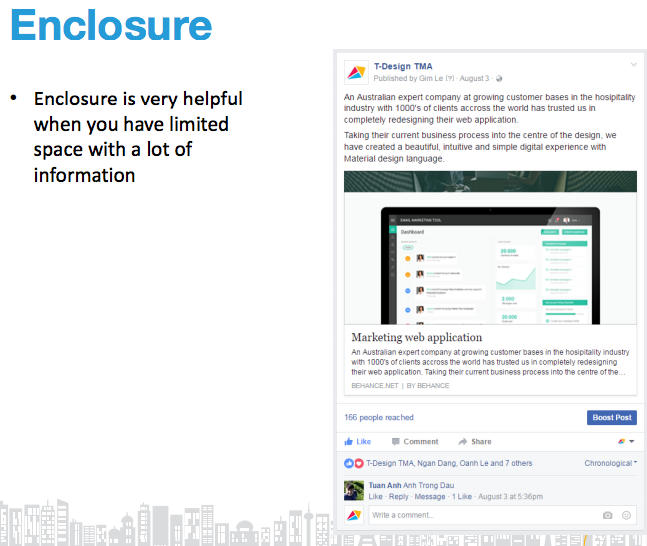 Enclosure
• Enclosure is very helpful
when you have limited
space with a lot of
information
T-Design TMA
Published by Gim Le [?] · August 3 ·
An Australian expert company at growing customer bases in the hosipitality
industry with 1000's of clients accross the world has trusted us in
completely redesigning their web application.
Taking their current business process into the centre of the design, we
have created a beautiful, intuitive and simple digital experience with
Material design language.
EMAIL MARKETING TOOL
Dashboard
20.000
2.000
20.000
Marketing web application
An Australian expert company at growing customer bases in the hospitality industry
with 1000's of clients accross the world has trusted us in completely redesigning
their web application. Taking their current business process into the centre of the...
BEHANCE.NET | BY BEHANCE
166 people reached
Boost Post
Like Comment Share
T-Design TMA, Ngan Dang, Oanh Le and 7 others
Chronological
Tuan Anh Anh Trong Dau
Like · Reply · Message · 1 Like · August 3 at 5:36pm
Write a comment...